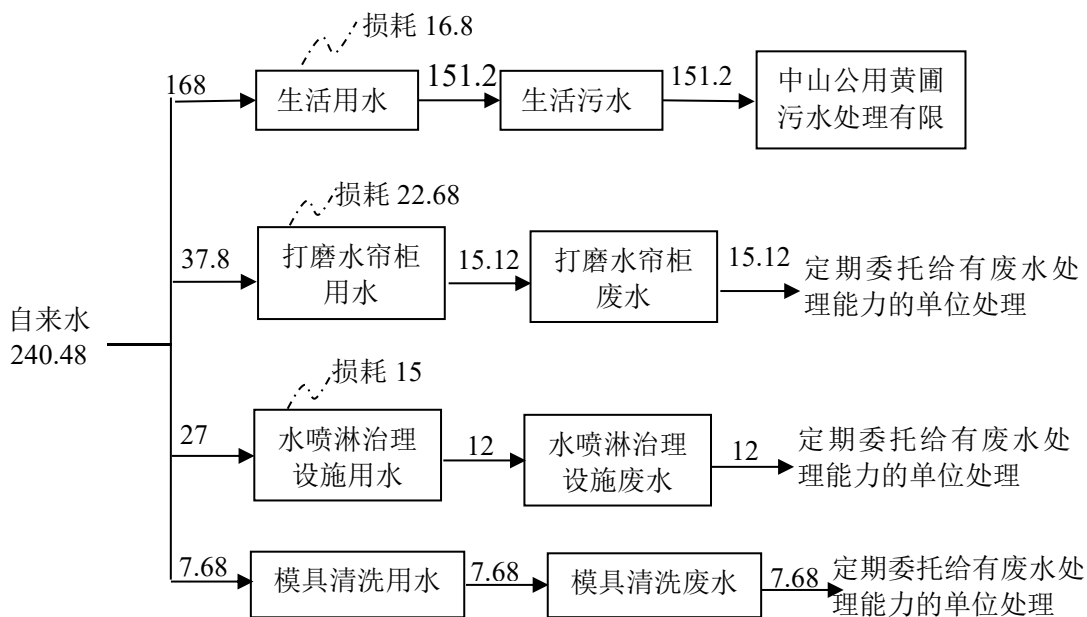 损耗 16.8
168
生活用水
151.2
生活污水
151.2
中山公用黄圃
污水处理有限
损耗 22.68
37.8
打磨水帘柜
用水
15.12
打磨水帘柜
废水
15.12
定期委托给有废水处
理能力的单位处理
自来水
240.48
损耗 15
27
水喷淋治理
设施用水
12
水喷淋治理
设施废水
12
定期委托给有废水处
理能力的单位处理
7.68
模具清洗用水
7.68
模具清洗废水
7.68
定期委托给有废水处
理能力的单位处理